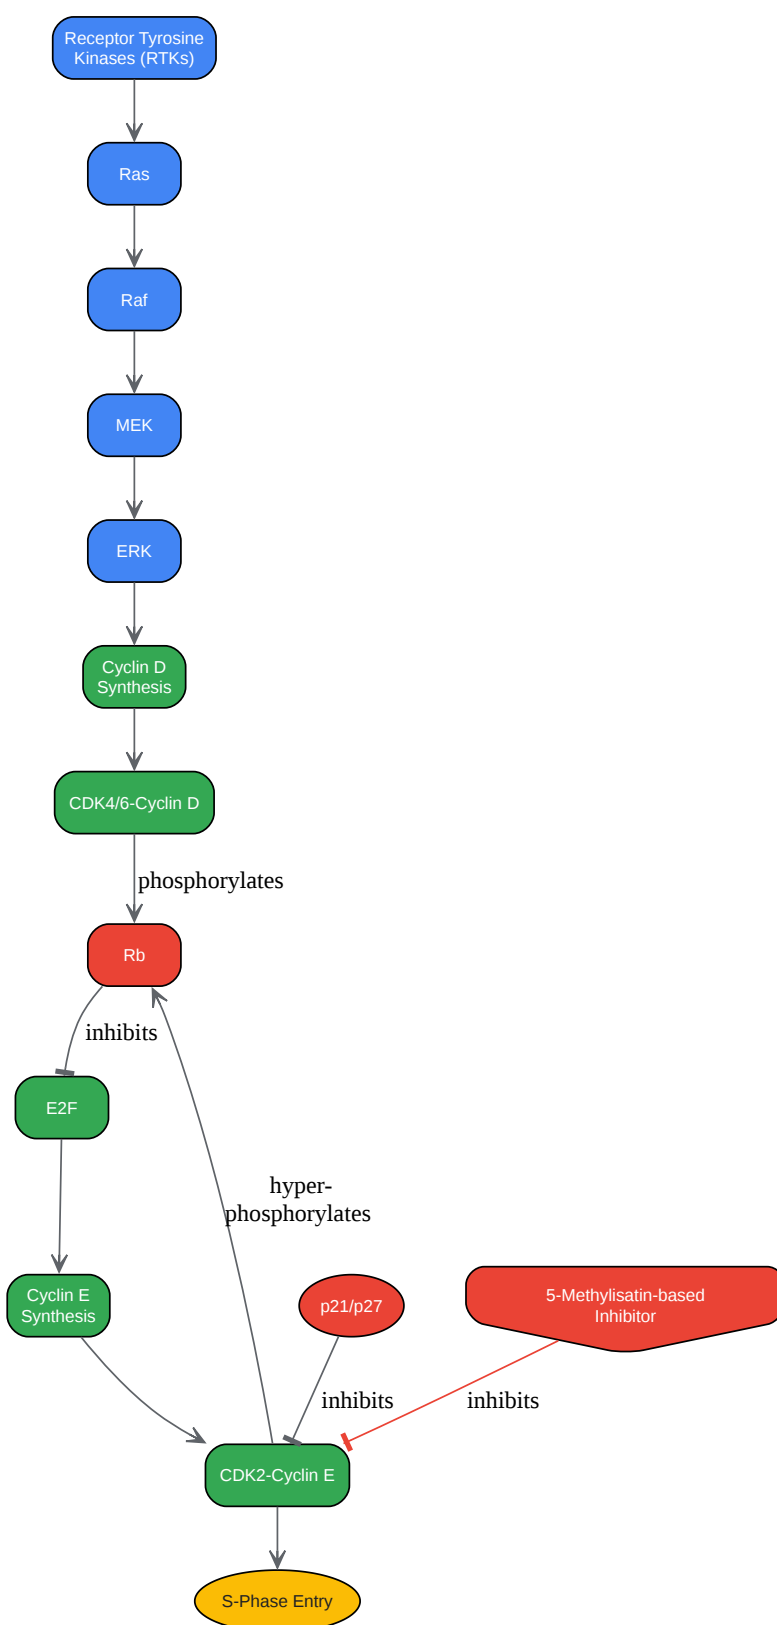 Receptor Tyrosine
Kinases (RTKs)
Ras
Raf
MEK
ERK
Cyclin D
Synthesis
CDK4/6-Cyclin D
phosphorylates
Rb
inhibits
E2F
hyper-
phosphorylates
Cyclin E
Synthesis
p21/p27
5-Methylisatin-based
Inhibitor
inhibits
inhibits
CDK2-Cyclin E
S-Phase Entry